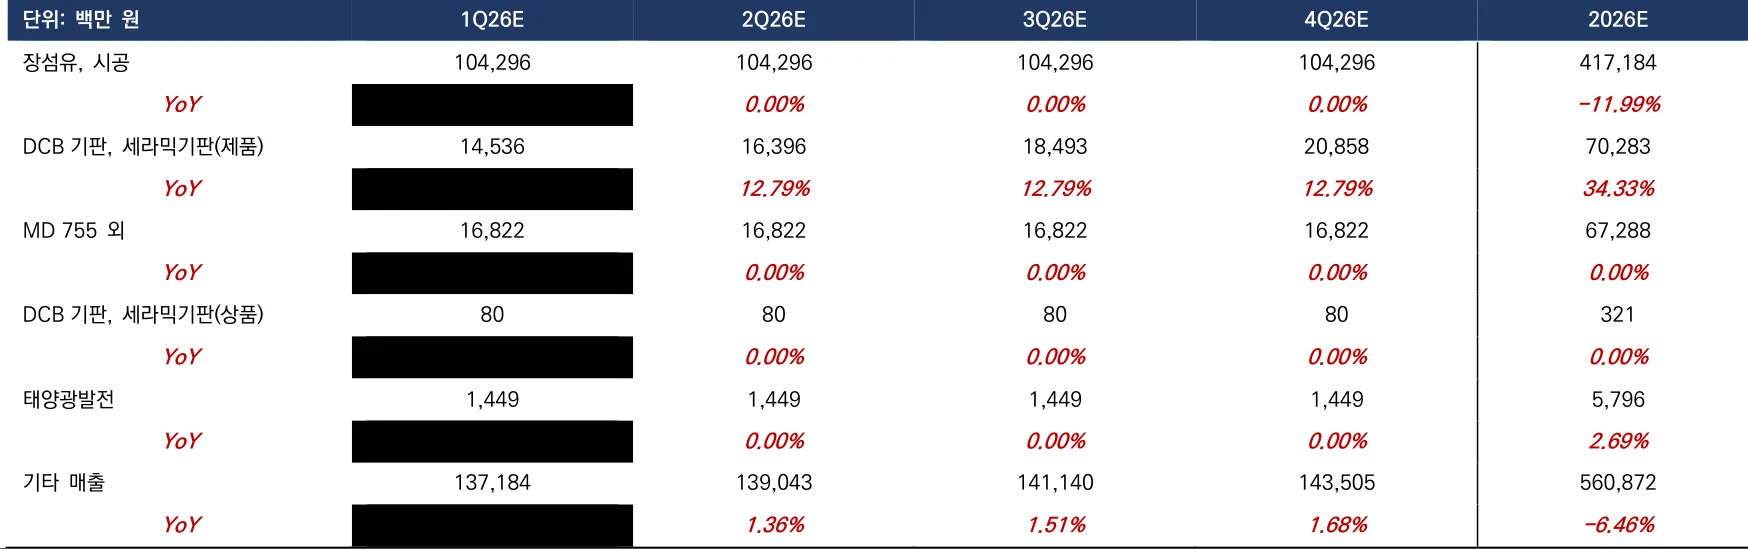 단위: 백만 원 1Q26E 2Q26E 3Q26E 4Q26E 2026E
장섬유, 시공 104,296 104,296 104,296 104,296 417,184
YoY 0.00% 0.00% 0.00% -11.99%
DCB 기판, 세라믹기판(제품) 14,536 16,396 18,493 20,858 70,283
YoY 12.79% 12.79% 12.79% 34.33%
MD 755 외 16,822 16,822 16,822 16,822 67,288
YoY 0.00% 0.00% 0.00% 0.00%
DCB 기판, 세라믹기판(상품) 80 80 80 80 321
YoY 0.00% 0.00% 0.00% 0.00%
태양광발전 1,449 1,449 1,449 1,449 5,796
YoY 0.00% 0.00% 0.00% 2.69%
기타 매출 137,184 139,043 141,140 143,505 560,872
YoY 1.36% 1.51% 1.68% -6.46%